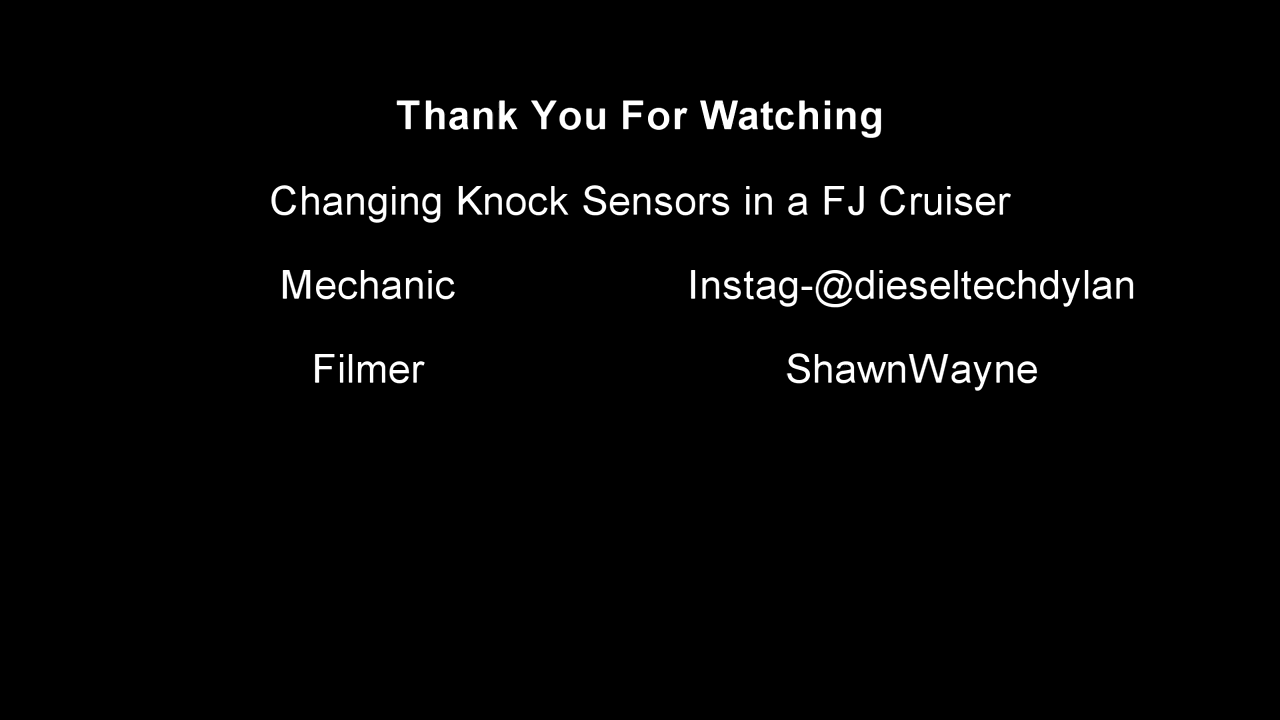 Thank You For Watching
Changing Knock Sensors in a FJ Cruiser
Mechanic Instag-@dieseltechdylan
Filmer ShawnWayne